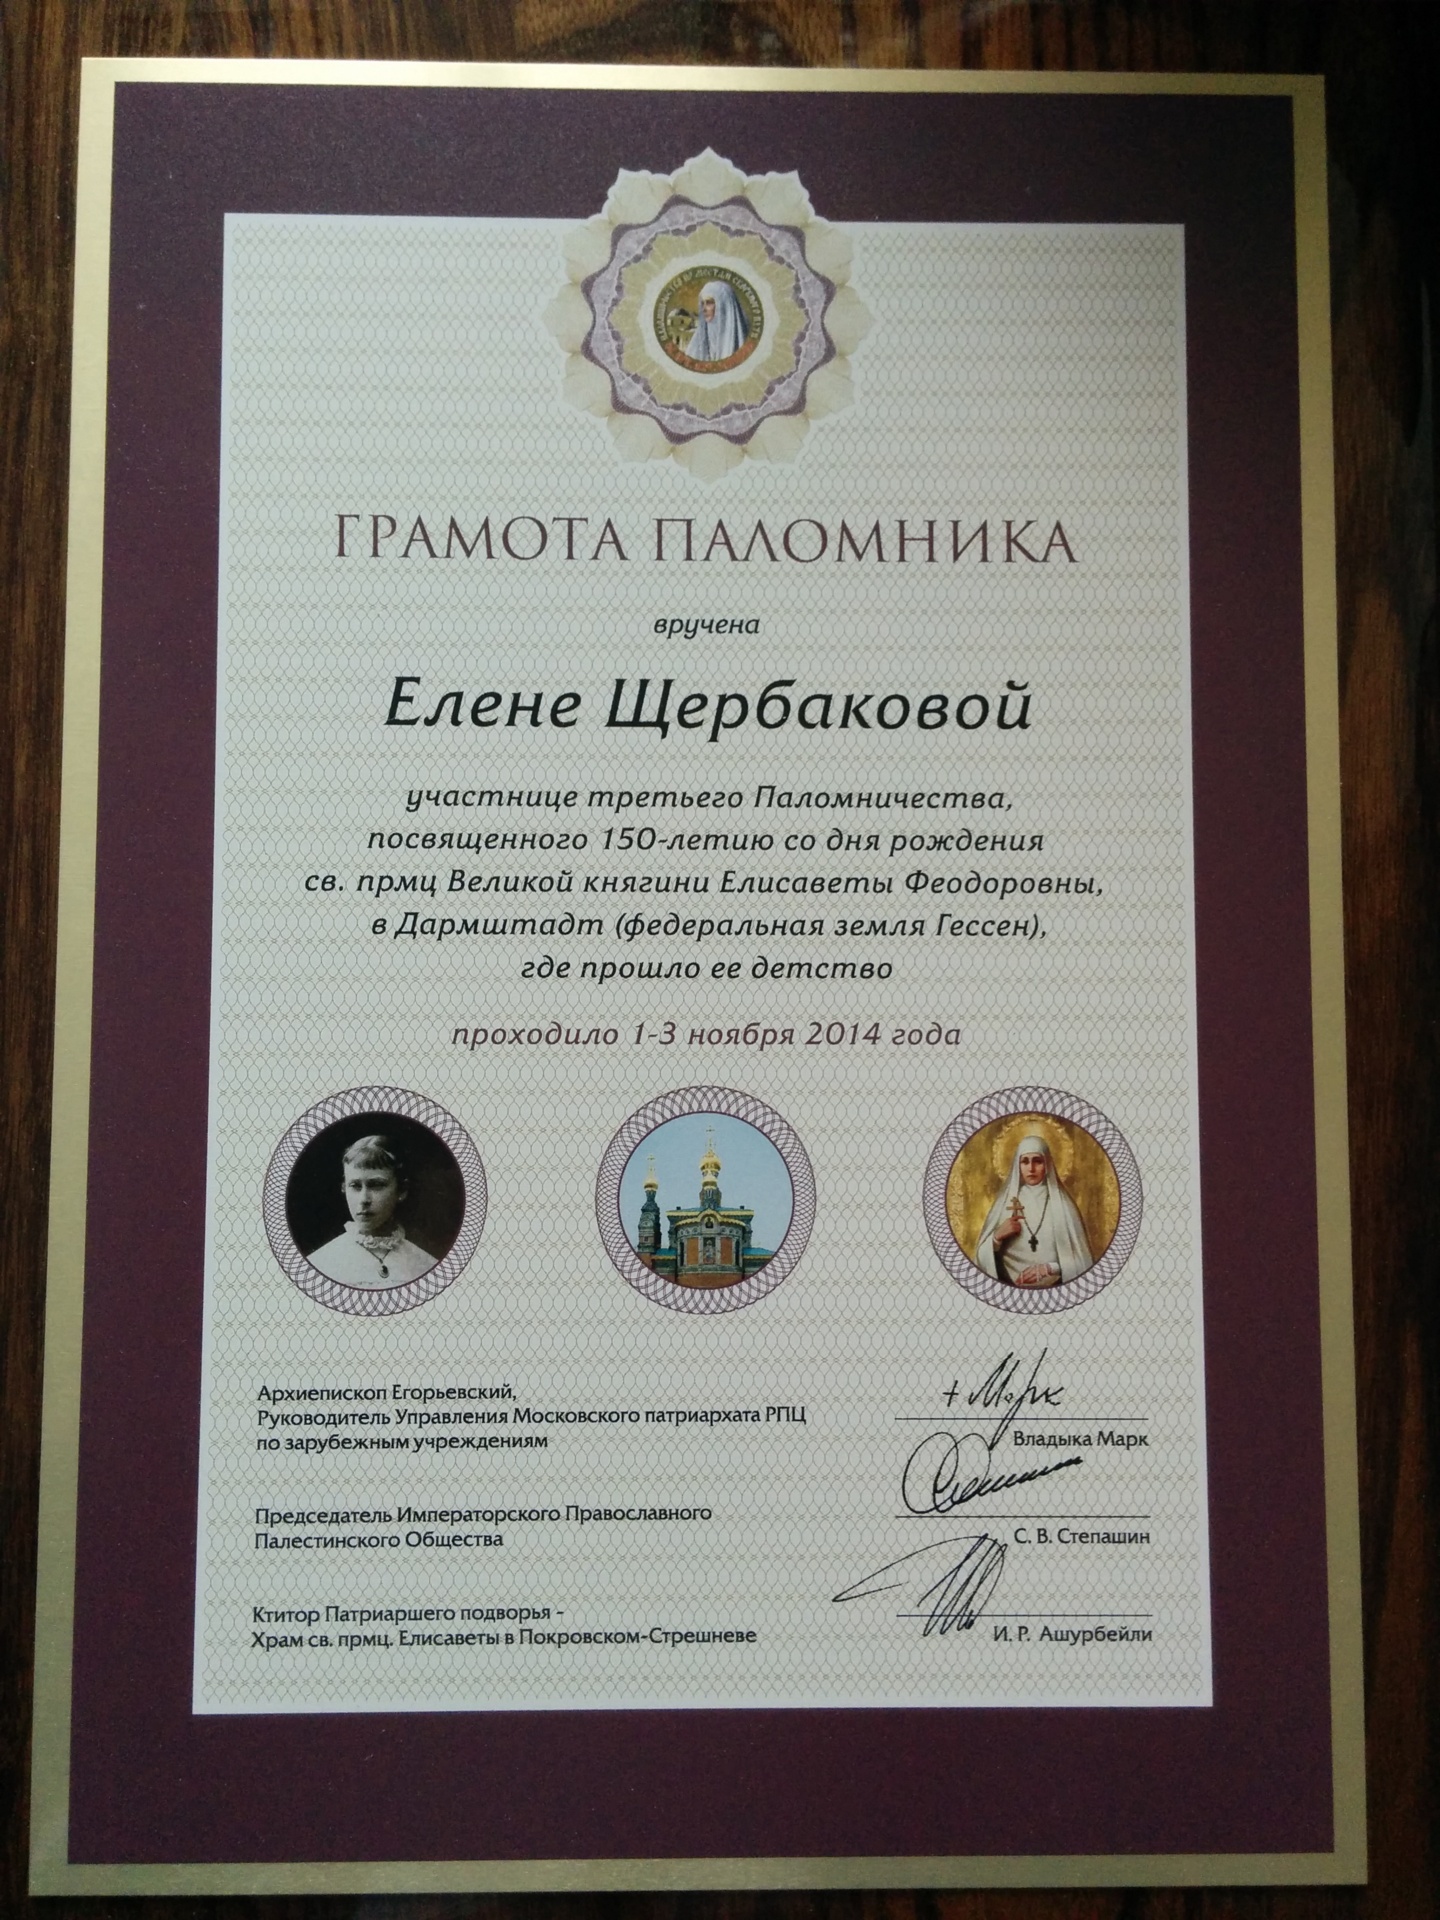 ГРАМОТА ПАЛОМНИКА
вручена
Елене Щербаковой
участнице третьего Паломничества,
посвященного 150-летию со дня рождения
св. прмц Великой княгини Елисаветы Феодоровны,
в Дармштадт (федеральная земля Гессен),
где прошло ее детство
проходило 1-3 ноября 2014 года
Архиепископ Егорьевский,
Руководитель Управления Московского патриархата РПЦ
по зарубежным учреждениям
+ Марк
Владыка Марк
Председатель Императорского Православного
Палестинского Общества
С. В. Степашин
Ктитор Патриаршего подворья -
Храм св. прмц. Елисаветы в Покровском-Стрешневе
И. Р. Ашурбейли